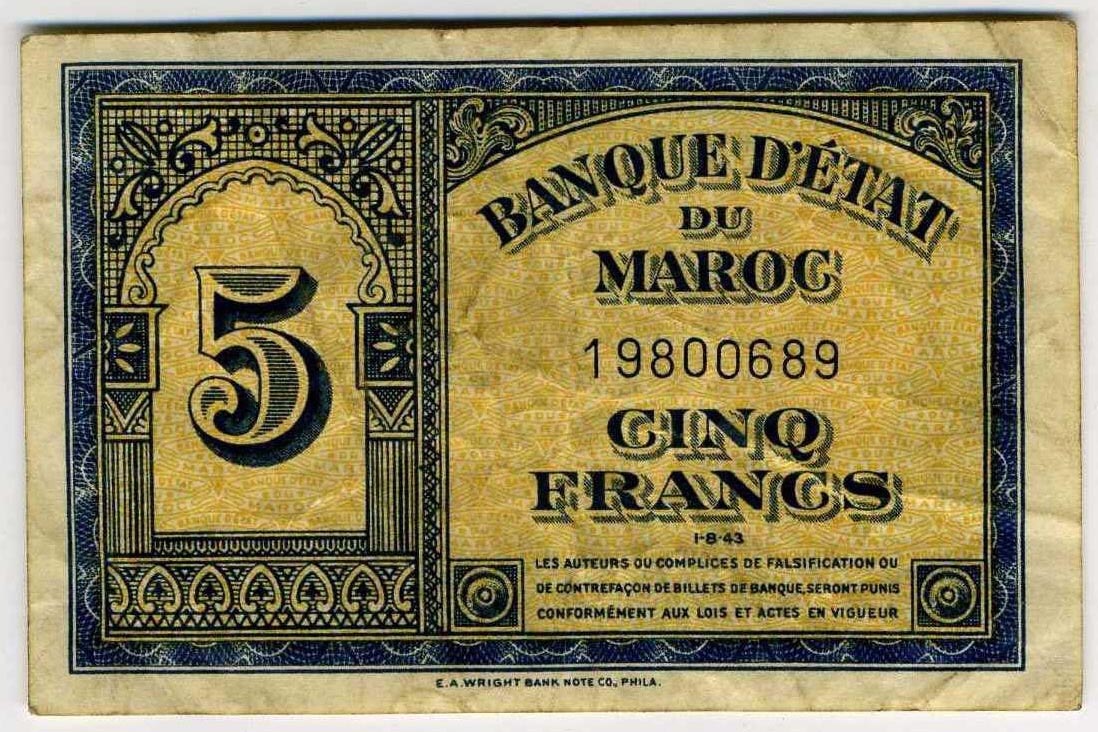 5
BANQUE D'ÉTAT
DU
MAROC
19800689
CINQ
FRANCS
1-8-43
LES AUTEURS OU COMPLICES DE FALSIFICATION OU
DE CONTREFAÇON DE BILLETS DE BANQUE, SERONT PUNIS
CONFORMÉMENT AUX LOIS ET ACTES EN VIGUEUR
E.A. WRIGHT BANK NOTE CO., PHILA.